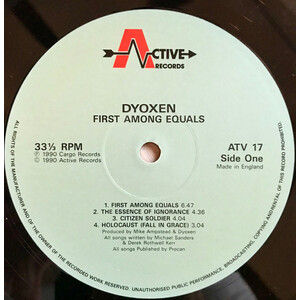 ACTIVE
RECORDS
DYOXEN
FIRST AMONG EQUALS
33⅓ RPM
℗ 1990 Cargo Records
© 1990 Active Records
ATV 17
Side One
Made in England
1. FIRST AMONG EQUALS 6.47
2. THE ESSENCE OF IGNORANCE 4.36
3. CITIZEN SOLDIER 4.04
4. HOLOCAUST (FALL IN GRACE) 3.04
Produced by Mike Ampstead & Dyoxen
All songs written by Michael Sanders
& Derek Rothwell Kerr
All songs Published by Procan
ALL RIGHTS OF THE MANUFACTURER AND OF THE OWNER OF THE RECORDED WORK RESERVED. UNAUTHORISED PUBLIC PERFORMANCE, BROADCASTING AND COPYING OF THIS RECORD PROHIBITED.